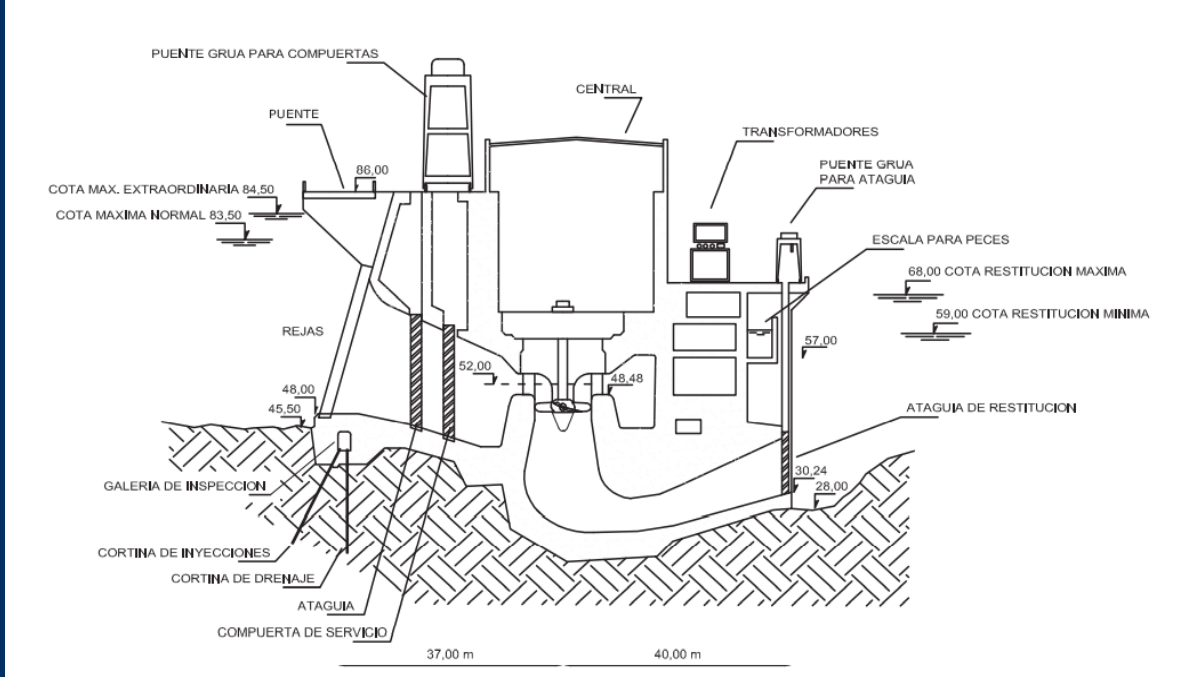 PUENTE GRUA PARA COMPUERTAS
CENTRAL
PUENTE
TRANSFORMADORES
PUENTE GRUA
PARA ATAGUIA
86,00
COTA MAX. EXTRAORDINARIA 84,50
COTA MAXIMA NORMAL 83,50
ESCALA PARA PECES
68,00 COTA RESTITUCION MAXIMA
59,00 COTA RESTITUCION MINIMA
REJAS
57,00
52,00
48,48
48,00
45,50
ATAGUIA DE RESTITUCION
30,24
28,00
GALERIA DE INSPECCION
CORTINA DE INYECCIONES
CORTINA DE DRENAJE
ATAGUIA
COMPUERTA DE SERVICIO
37,00 m
40,00 m